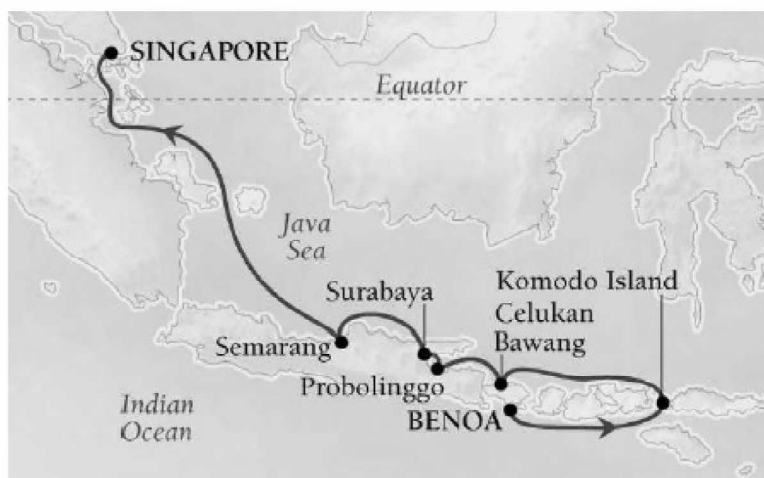 SINGAPORE
Equator
Java
Sea
Komodo Island
Surabaya
Celukan
Bawang
Semarang
Probolinggo
BENOA
Indian
Ocean